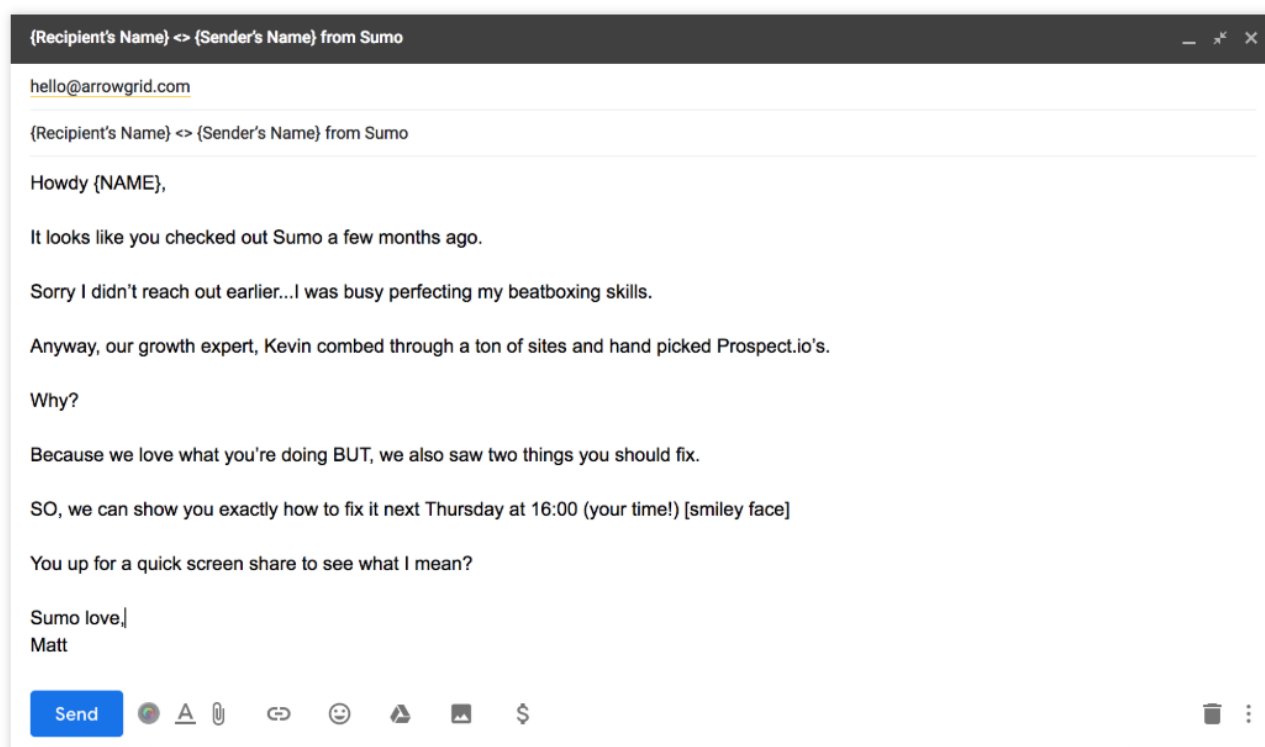 {Recipient’s Name} <> {Sender’s Name} from Sumo
hello@arrowgrid.com
{Recipient’s Name} <> {Sender’s Name} from Sumo
Howdy {NAME},
It looks like you checked out Sumo a few months ago.
Sorry I didn’t reach out earlier...I was busy perfecting my beatboxing skills.
Anyway, our growth expert, Kevin combed through a ton of sites and hand picked Prospect.io’s.
Why?
Because we love what you’re doing BUT, we also saw two things you should fix.
SO, we can show you exactly how to fix it next Thursday at 16:00 (your time!) [smiley face]
You up for a quick screen share to see what I mean?
Sumo love,
Matt
Send